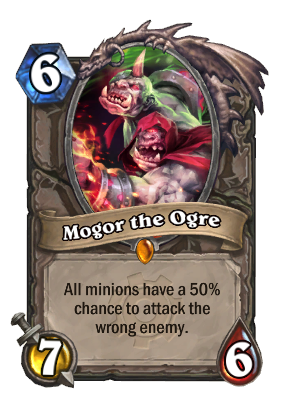 6
Mogor the Ogre
All minions have a 50%
chance to attack the
wrong enemy.
7
6